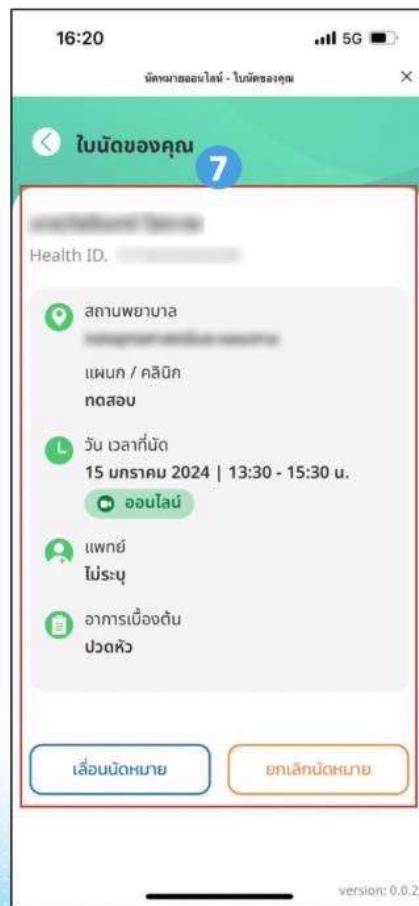 16:20
5G
นัดหมายออนไลน์ - ใบนัดของคุณ
ใบนัดของคุณ
7
Health ID.
สถานพยาบาล
แผนก / คลินิก
ทดสอบ
วัน เวลาที่นัด
15 มกราคม 2024 | 13:30 - 15:30 น.
ออนไลน์
แพทย์
ไม่ระบุ
อาการเบื้องต้น
ปวดหัว
เลื่อนนัดหมาย
ยกเลิกนัดหมาย
version: 0.0.2